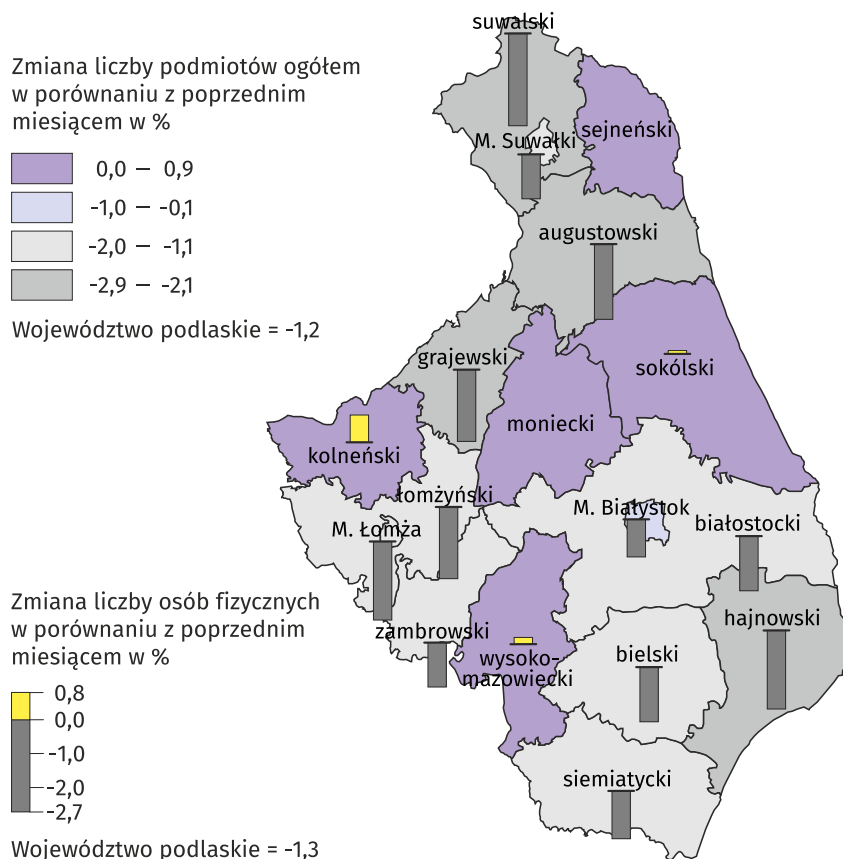 Zmiana liczby podmiotów ogółem
w porównaniu z poprzednim
miesiącem w %
0,0 – 0,9
-1,0 – -0,1
-2,0 – -1,1
-2,9 – -2,1
Województwo podlaskie = -1,2
suwalski
M. Suwałki
sejneński
augustowski
grajewski
sokólski
moniecki
kolneński
łomżyński
M. Łomża
M. Białystok
białostocki
zambrowski
wysoko-
mazowiecki
bielski
hajnowski
siemiatycki
Zmiana liczby osób fizycznych
w porównaniu z poprzednim
miesiącem w %
0,8
0,0
-1,0
-2,0
-2,7
Województwo podlaskie = -1,3